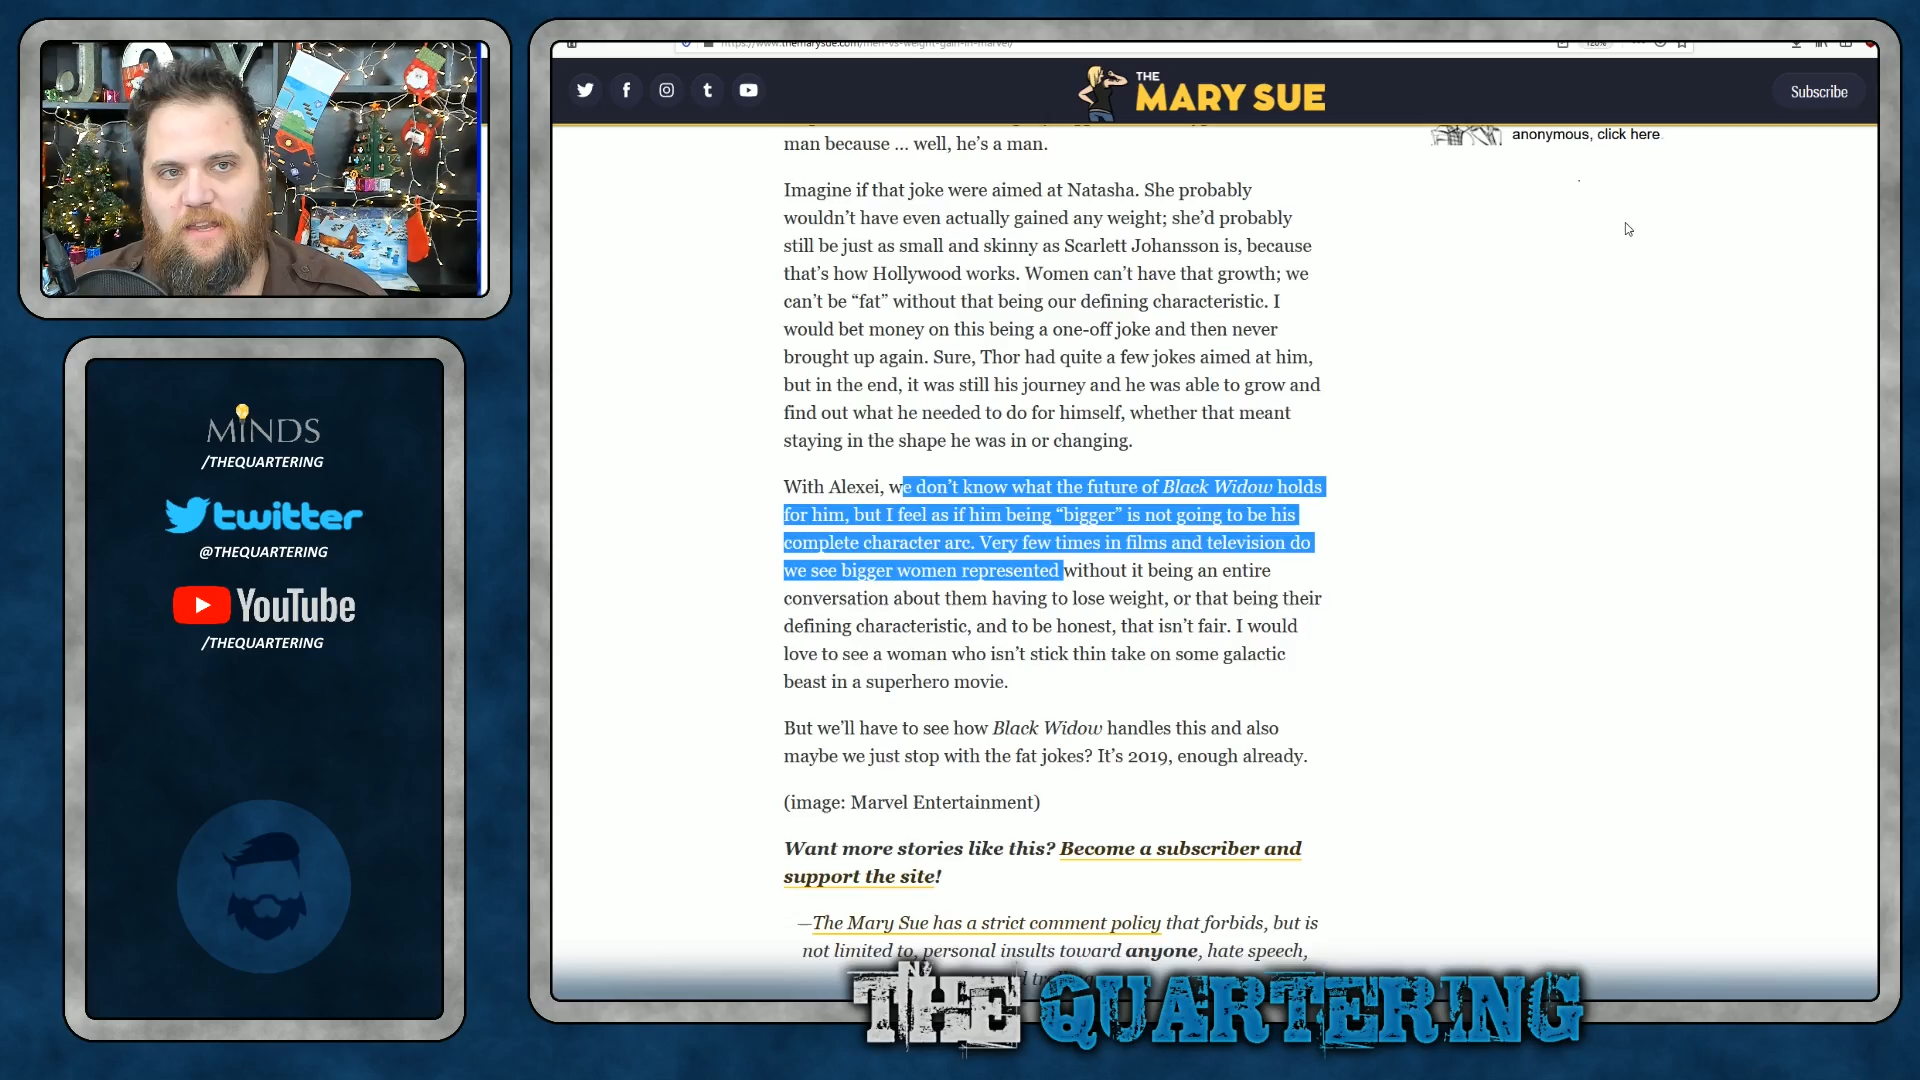 JOY
https://www.themarysue.com/men-vs-weight-gain-in-marvel/
120%
THE
MARY SUE
Subscribe
anonymous, click here
man because ... well, he's a man.
Imagine if that joke were aimed at Natasha. She probably
wouldn't have even actually gained any weight; she'd probably
still be just as small and skinny as Scarlett Johansson is, because
that's how Hollywood works. Women can't have that growth; we
can't be “fat” without that being our defining characteristic. I
would bet money on this being a one-off joke and then never
brought up again. Sure, Thor had quite a few jokes aimed at him,
but in the end, it was still his journey and he was able to grow and
find out what he needed to do for himself, whether that meant
staying in the shape he was in or changing.
With Alexei, we don't know what the future of Black Widow holds
for him, but I feel as if him being “bigger” is not going to be his
complete character arc. Very few times in films and television do
we see bigger women represented without it being an entire
conversation about them having to lose weight, or that being their
defining characteristic, and to be honest, that isn't fair. I would
love to see a woman who isn't stick thin take on some galactic
beast in a superhero movie.
But we'll have to see how Black Widow handles this and also
maybe we just stop with the fat jokes? It's 2019, enough already.
(image: Marvel Entertainment)
Want more stories like this? Become a subscriber and
support the site!
—The Mary Sue has a strict comment policy that forbids, but is
not limited to, personal insults toward anyone, hate speech,
MINDS
/THEQUARTERING
twitter
@THEQUARTERING
YouTube
/THEQUARTERING
THE QUARTERING